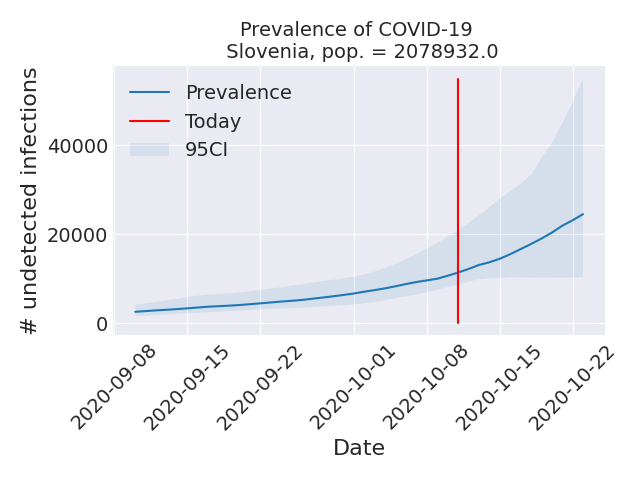 Prevalence of COVID-19
Slovenia, pop. = 2078932.0
# undetected infections
40000
20000
0
Prevalence
Today
95CI
2020-09-08
2020-09-15
2020-09-22
2020-10-01
2020-10-08
2020-10-15
2020-10-22
Date